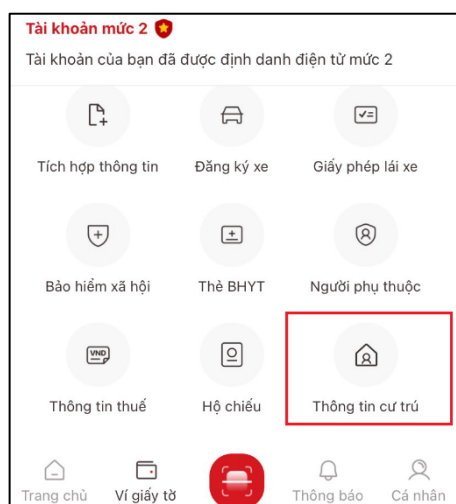 Tài khoản mức 2
Tài khoản của bạn đã được định danh điện tử mức 2
Tích hợp thông tin
Đăng ký xe
Giấy phép lái xe
Bảo hiểm xã hội
Thẻ BHYT
Người phụ thuộc
VND
Thông tin thuế
Hộ chiếu
Thông tin cư trú
Trang chủ
Ví giấy tờ
Thông báo
Cá nhân